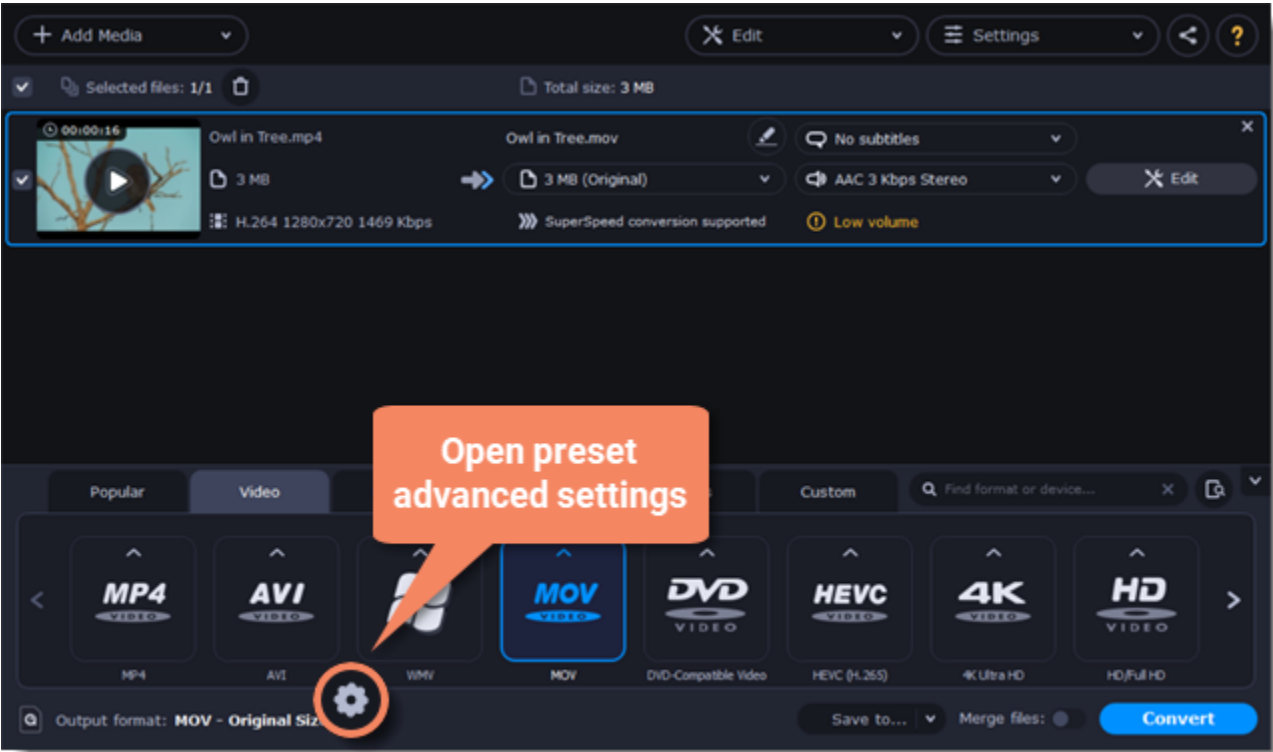 Add Media
Edit
Settings
?
Selected files: 1/1
Total size: 3 MB
00:00:16
Owl in Tree.mp4
Owl in Tree.mov
No subtitles
3 MB
3 MB (Original)
AAC 3 Kbps Stereo
Edit
H.264 1280x720 1469 Kbps
SuperSpeed conversion supported
Low volume
Open preset
advanced settings
Popular
Video
Custom
Find format or device...
MP4
VIDEO
AVI
VIDEO
MOV
VIDEO
DVD
VIDEO
HEVC
VIDEO
4K
VIDEO
HD
VIDEO
MP4
AVI
WMV
MOV
DVD-Compatible Video
HEVC (H.265)
4K Ultra HD
HD/Full HD
Output format: MOV - Original Siz
Save to...
Merge files:
Convert